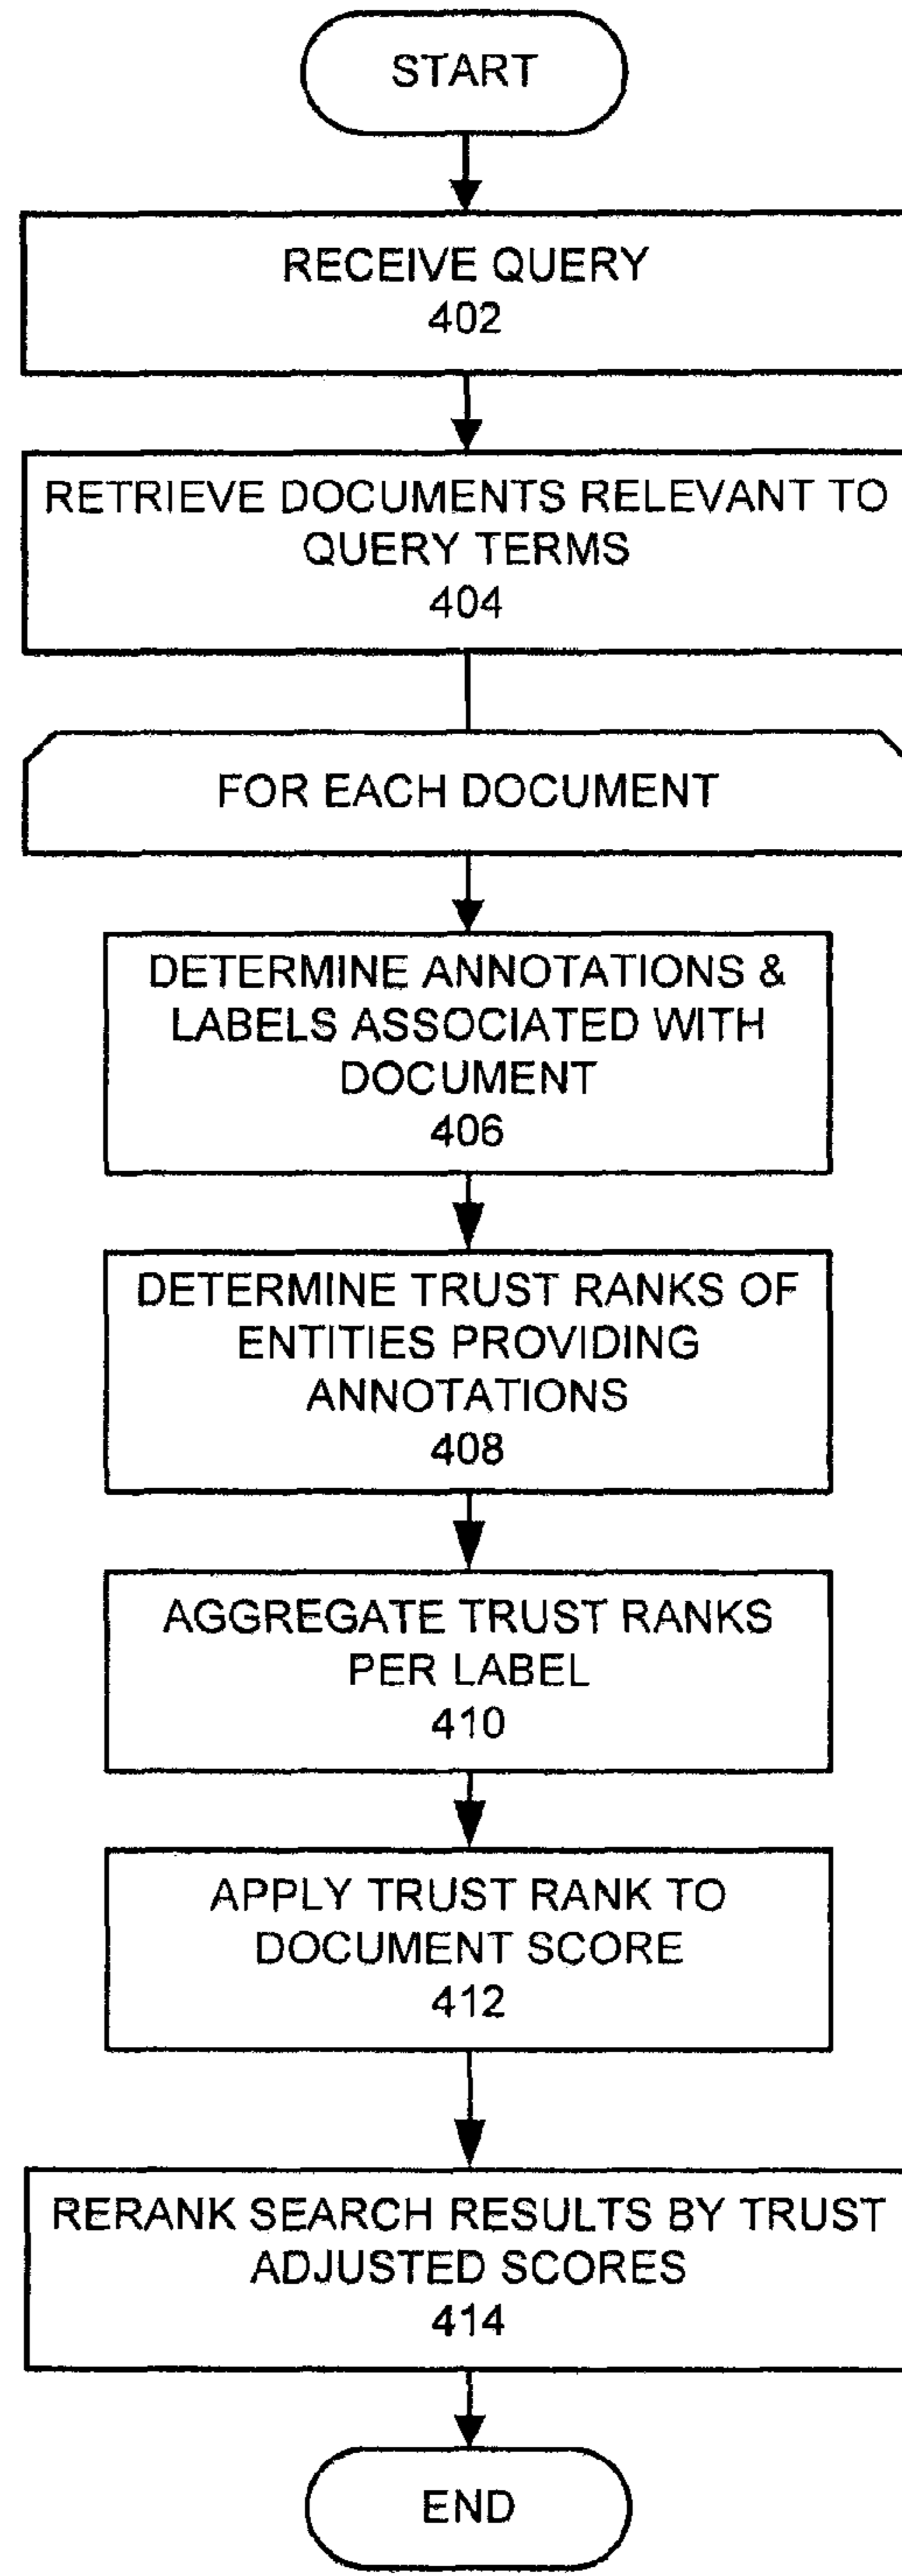 START
RECEIVE QUERY
402
RETRIEVE DOCUMENTS RELEVANT TO
QUERY TERMS
404
FOR EACH DOCUMENT
DETERMINE ANNOTATIONS &
LABELS ASSOCIATED WITH
DOCUMENT
406
DETERMINE TRUST RANKS OF
ENTITIES PROVIDING
ANNOTATIONS
408
AGGREGATE TRUST RANKS
PER LABEL
410
APPLY TRUST RANK TO
DOCUMENT SCORE
412
RERANK SEARCH RESULTS BY TRUST
ADJUSTED SCORES
414
END